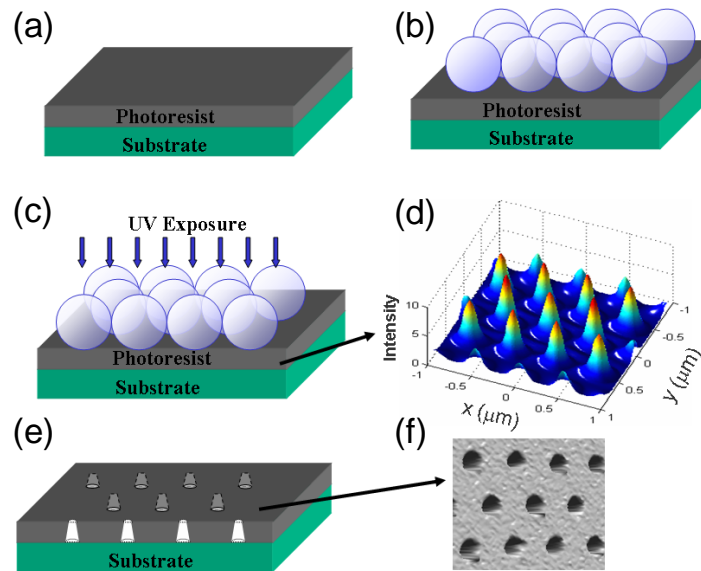 (a)
Photoresist
Substrate
(b)
Photoresist
Substrate
(c)
UV Exposure
Photoresist
Substrate
(d)
Intensity
10
5
0
-1
-0.5
0
0.5
1
x (μm)
-1
-0.5
0
0.5
1
y (μm)
(e)
Substrate
(f)